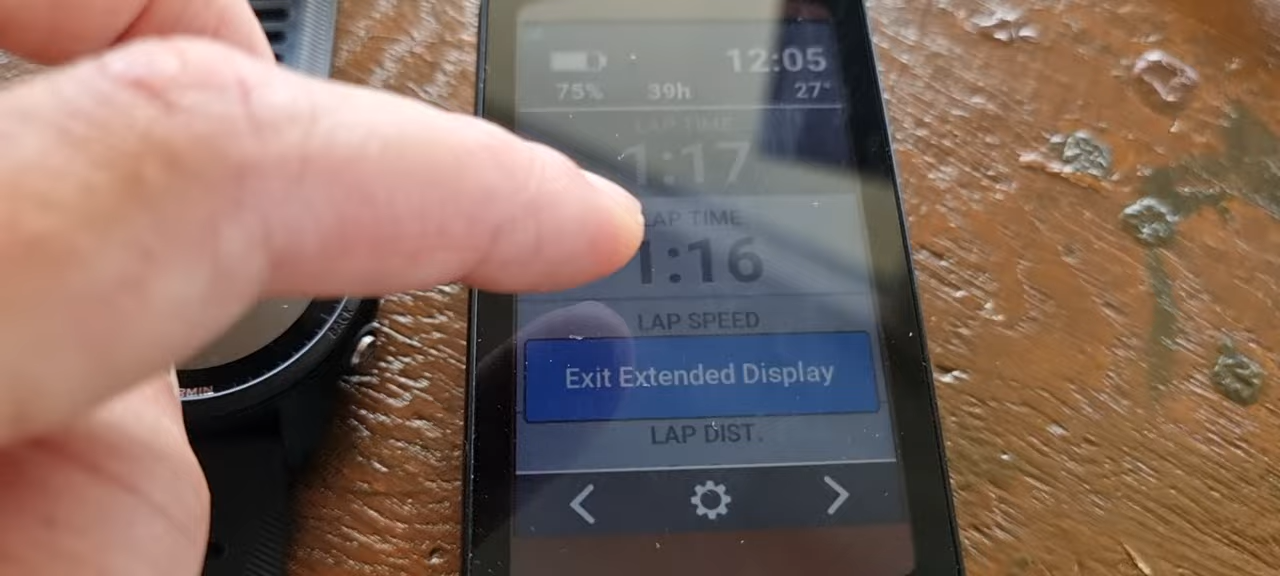 12:05
75% 39h 27°
LAP TIME
1:17
LAP TIME
1:16
LAP SPEED
Exit Extended Display
LAP DIST.